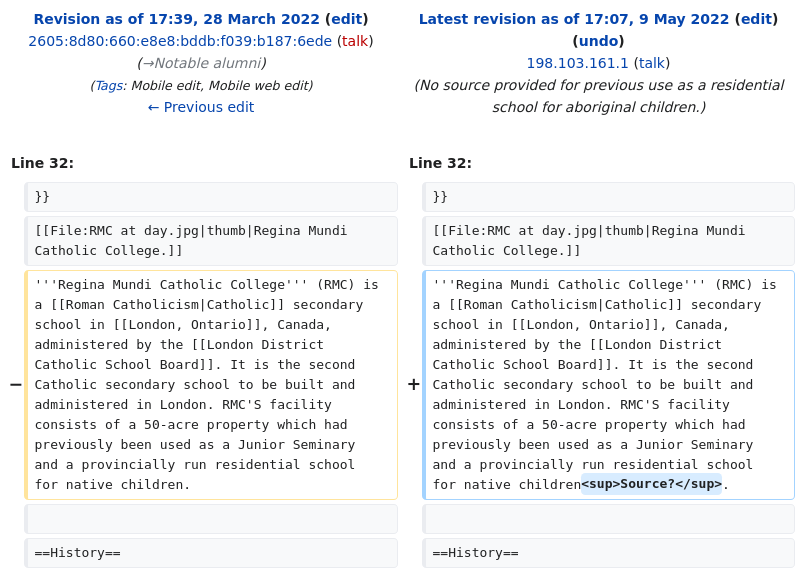 Revision as of 17:39, 28 March 2022 (edit)
2605:8d80:660:e8e8:bddb:f039:b187:6ede (talk)
(→Notable alumni)
(Tags: Mobile edit, Mobile web edit)
← Previous edit
Latest revision as of 17:07, 9 May 2022 (edit)
(undo)
198.103.161.1 (talk)
(No source provided for previous use as a residential
school for aboriginal children.)
Line 32:
}}
[[File:RMC at day.jpg|thumb|Regina Mundi
Catholic College.]]
− '''Regina Mundi Catholic College''' (RMC) is
a [[Roman Catholicism|Catholic]] secondary
school in [[London, Ontario]], Canada,
administered by the [[London District
Catholic School Board]]. It is the second
Catholic secondary school to be built and
administered in London. RMC'S facility
consists of a 50-acre property which had
previously been used as a Junior Seminary
and a provincially run residential school
for native children.
==History==
Line 32:
}}
[[File:RMC at day.jpg|thumb|Regina Mundi
Catholic College.]]
+ '''Regina Mundi Catholic College''' (RMC) is
a [[Roman Catholicism|Catholic]] secondary
school in [[London, Ontario]], Canada,
administered by the [[London District
Catholic School Board]]. It is the second
Catholic secondary school to be built and
administered in London. RMC'S facility
consists of a 50-acre property which had
previously been used as a Junior Seminary
and a provincially run residential school
for native children<sup>Source?</sup>.
==History==